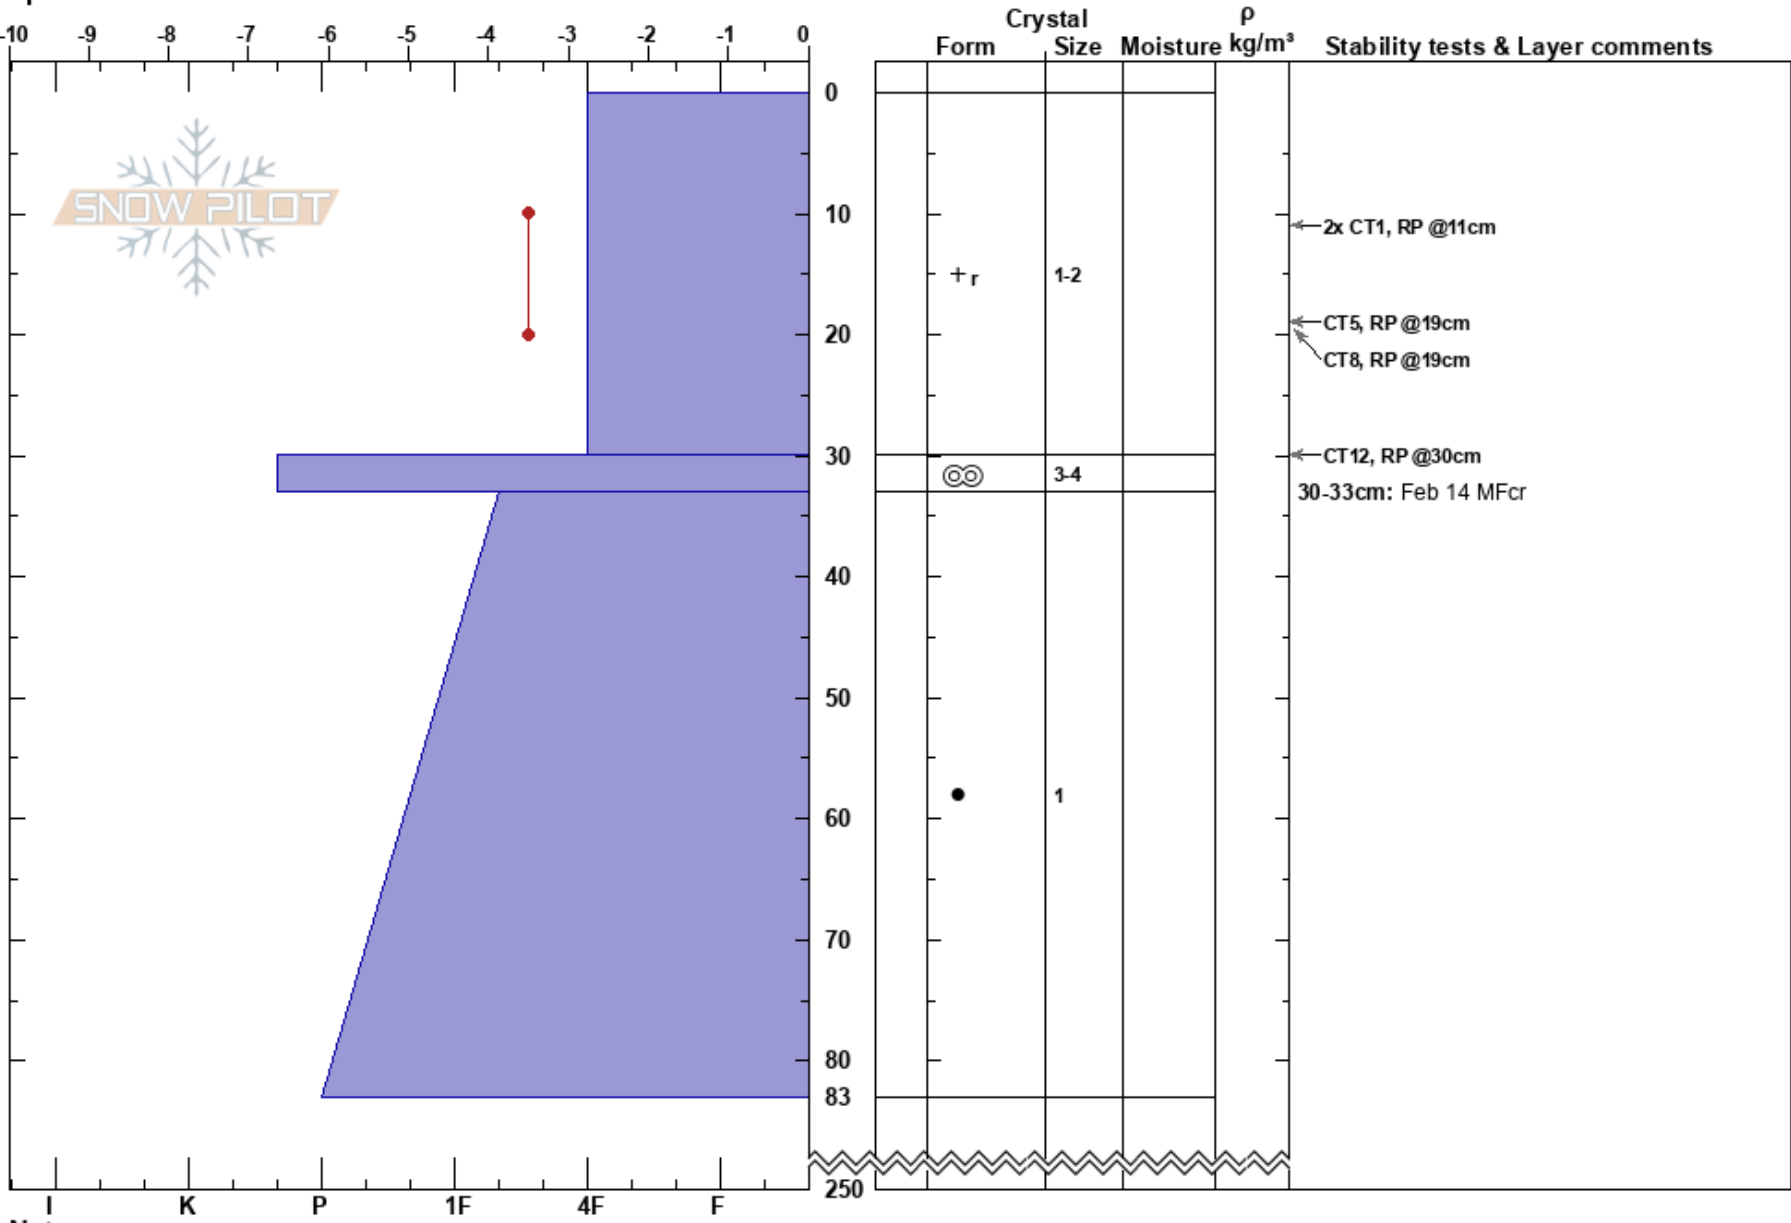 -10 -9 -8 -7 -6 -5 -4 -3 -2 -1 0
Crystal ρ
Form Size Moisture kg/m³ Stability tests & Layer comments
0
SNOW PILOT
10
2x CT1, RP @11cm
+ r 1-2
CT5, RP @19cm
20
CT8, RP @19cm
30
CT12, RP @30cm
3-4
30-33cm: Feb 14 MFcr
40
50
1
60
70
80
83
250
I K P 1F 4F F